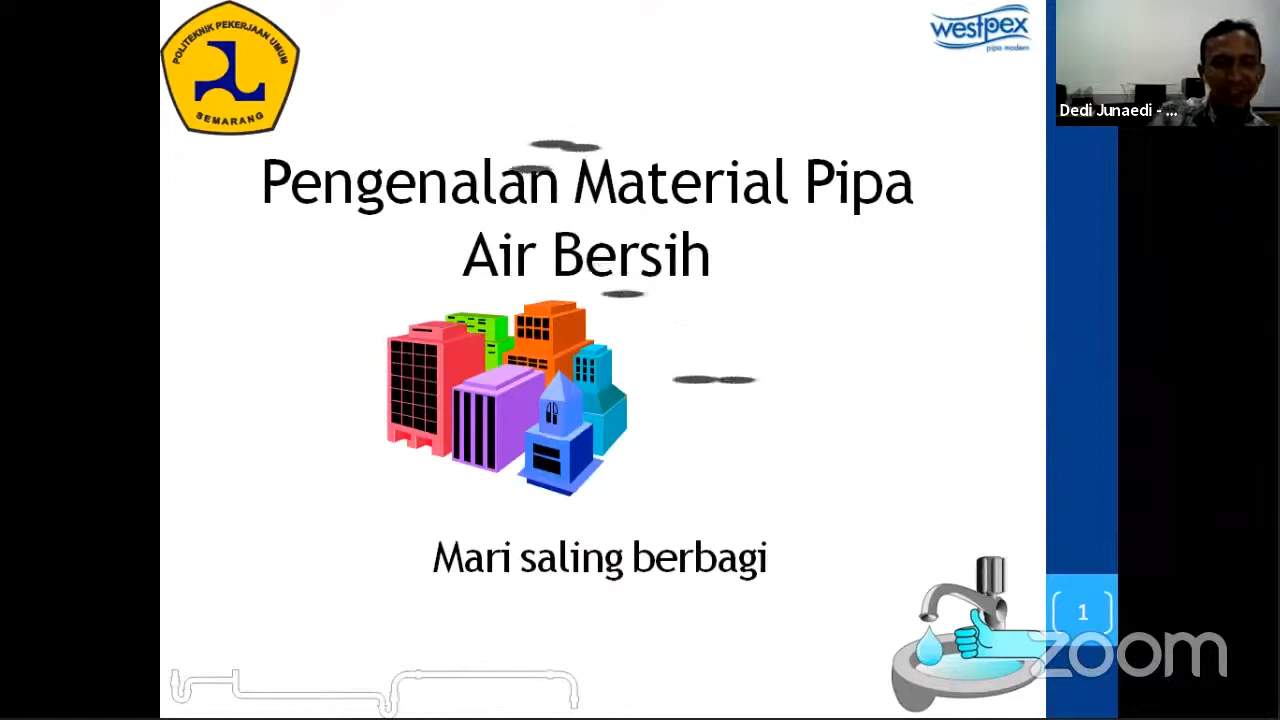 POLITEKNIK PEKERJAAN UMUM
SEMARANG
westpex
pipa modern
Dedi Junaedi - ...
Pengenalan Material Pipa
Air Bersih
Mari saling berbagi
1
zoom